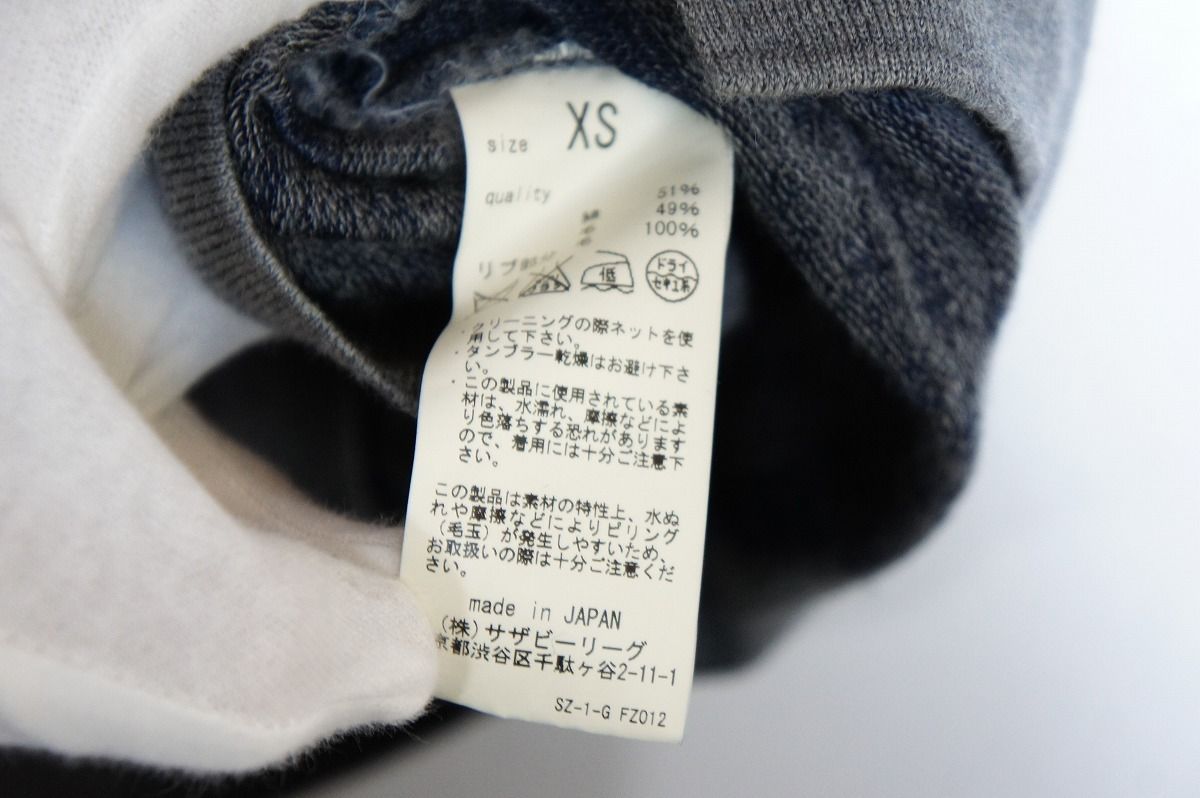 size XS
quality 51%
49%
100%
リブ
低
ドライ
セキユ系
クリーニングの際ネットを使
用して下さい。
・タンブラー乾燥はお避け下さ
い。
・この製品に使用されている素
材は、水濡れ、摩擦などによ
り色落ちする恐れがあります
ので、着用には十分ご注意下
さい。
この製品は素材の特性上、水ぬ
れや摩擦などによりピリング
（毛玉）が発生しやすいため、
お取扱いの際は十分ご注意くだ
さい。
made in JAPAN
（株）サザビーリーグ
京都渋谷区千駄ヶ谷2-11-1
SZ-1-G FZ012